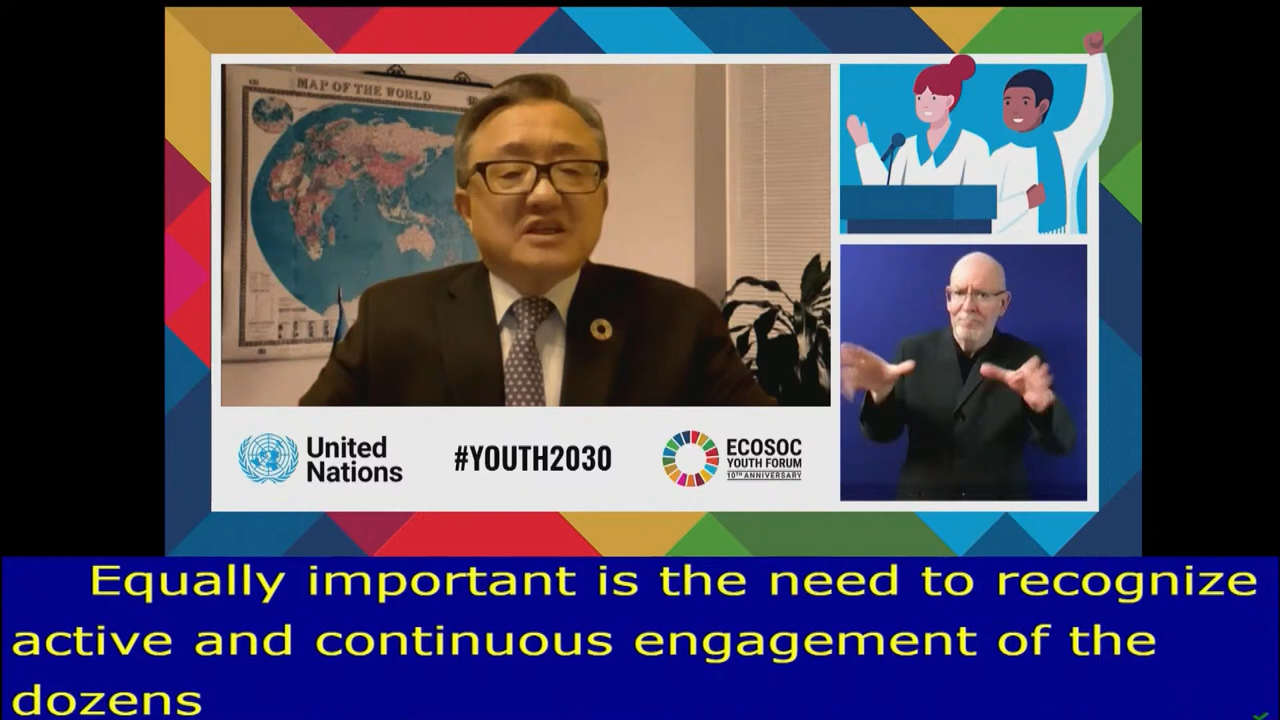 MAP OF THE WORLD
United
Nations
#YOUTH2030
ECOSOC
YOUTH FORUM
10TH ANNIVERSARY
Equally important is the need to recognize
active and continuous engagement of the
dozens